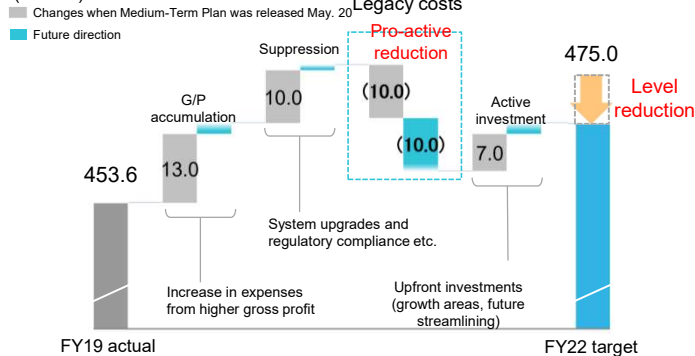 Legacy costs
Changes when Medium-Term Plan was released May. 20
Future direction
Pro-active
reduction
Suppression
475.0
G/P
accumulation
10.0
(10.0)
Active
investment
Level
reduction
(10.0)
453.6
13.0
7.0
System upgrades and
regulatory compliance etc.
Increase in expenses
from higher gross profit
Upfront investments
(growth areas, future
streamlining)
FY19 actual
FY22 target